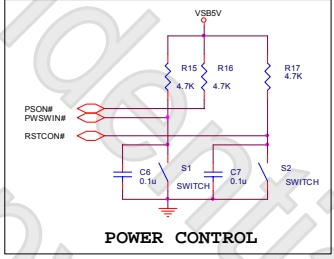 VSB5V
R15 R16 R17
4.7K 4.7K 4.7K
PSON#
PWSWIN#
RSTCON#
C6 S1 C7 S2
0.1u SWITCH 0.1u SWITCH
POWER CONTROL